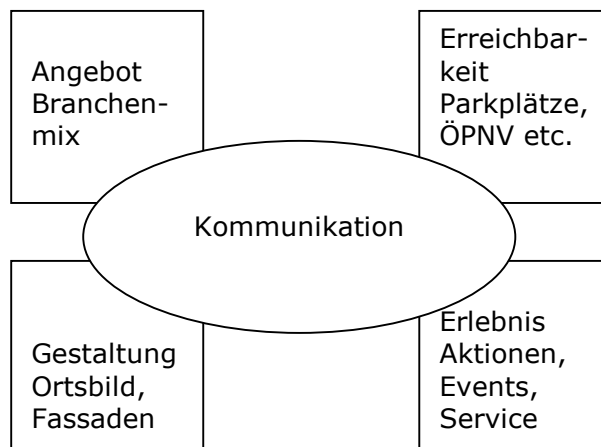 Angebot
Branchen-
mix
Erreichbar-
keit
Parkplätze,
ÖPNV etc.
Kommunikation
Gestaltung
Ortsbild,
Fassaden
Erlebnis
Aktionen,
Events,
Service